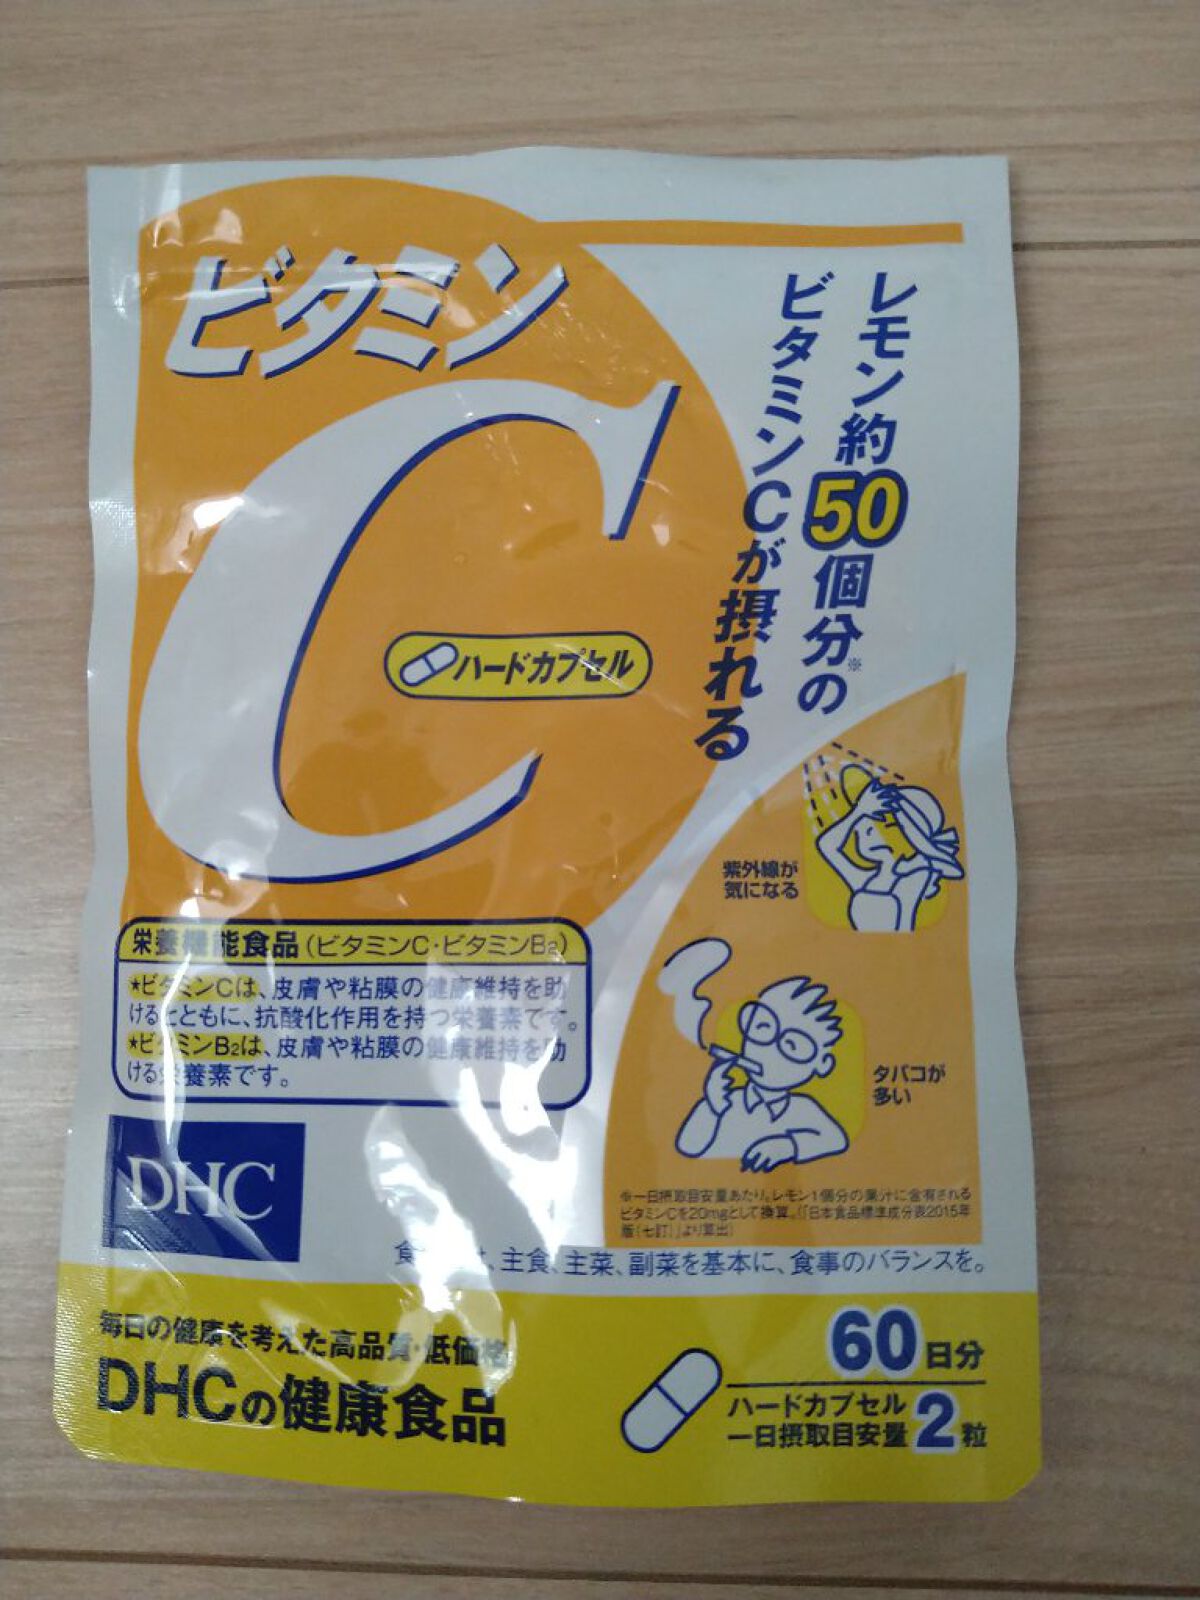 ビタミン
C
レモン約50個分※の
ビタミンCが摂れる
ハードカプセル
紫外線が
気になる
タバコが
多い
栄養機能食品(ビタミンC・ビタミンB2)
★ビタミンCは、皮膚や粘膜の健康維持を助
けるとともに、抗酸化作用を持つ栄養素です。
★ビタミンB2は、皮膚や粘膜の健康維持を助
ける栄養素です。
DHC
※一日摂取目安量あたり。レモン1個分の果汁に含有される
ビタミンCを20mgとして換算。(「日本食品標準成分表2015年
版(七訂)」より算出)
食 、主食、主菜、副菜を基本に、食事のバランスを。
毎日の健康を考えた高品質・低価格
DHCの健康食品
60日分
ハードカプセル
一日摂取目安量2粒